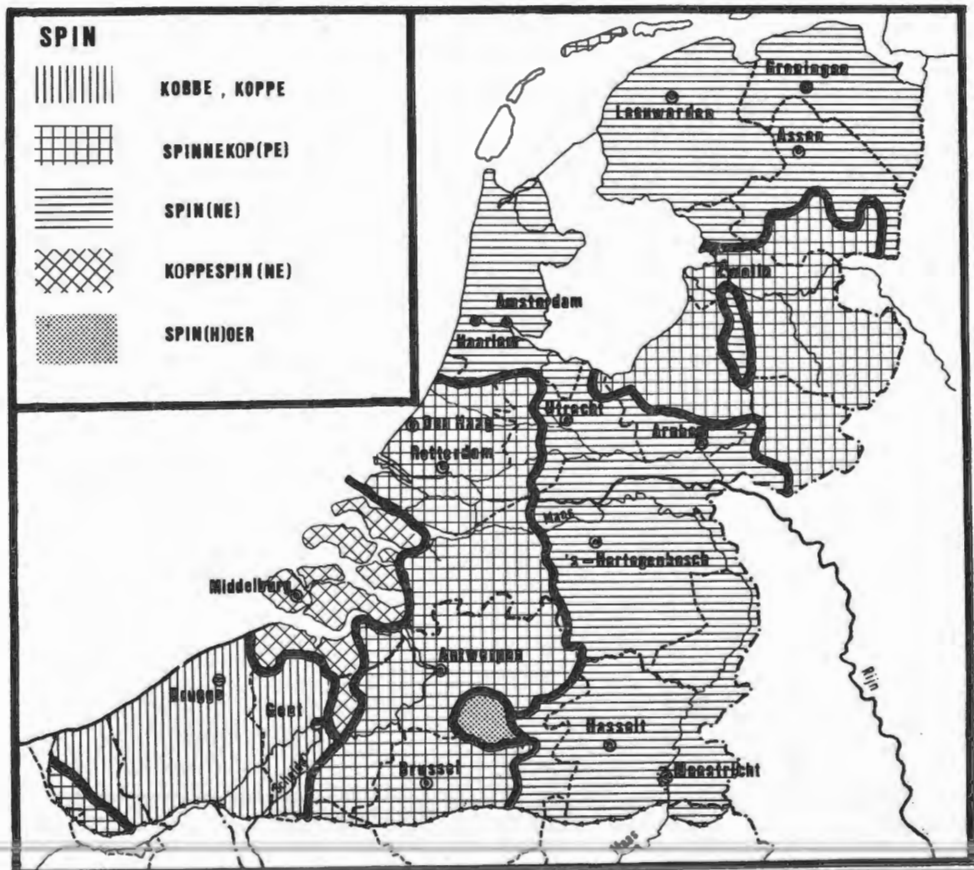 SPIN
KOBBE , KOPPE
SPINNEKOP(PE)
SPIN(NE)
KOPPESPIN(NE)
SPIN(H)OER
Groningen
Leeuwarden
Assen
Zwolle
Amsterdam
Haarlem
Utrecht
Den Haag
Arnhem
Rotterdam
Maas
's-Hertogenbosch
Middelburg
Antwerpen
Rijn
Brugge
Gent
Hasselt
Schelde
Brussel
Maastricht
Maas